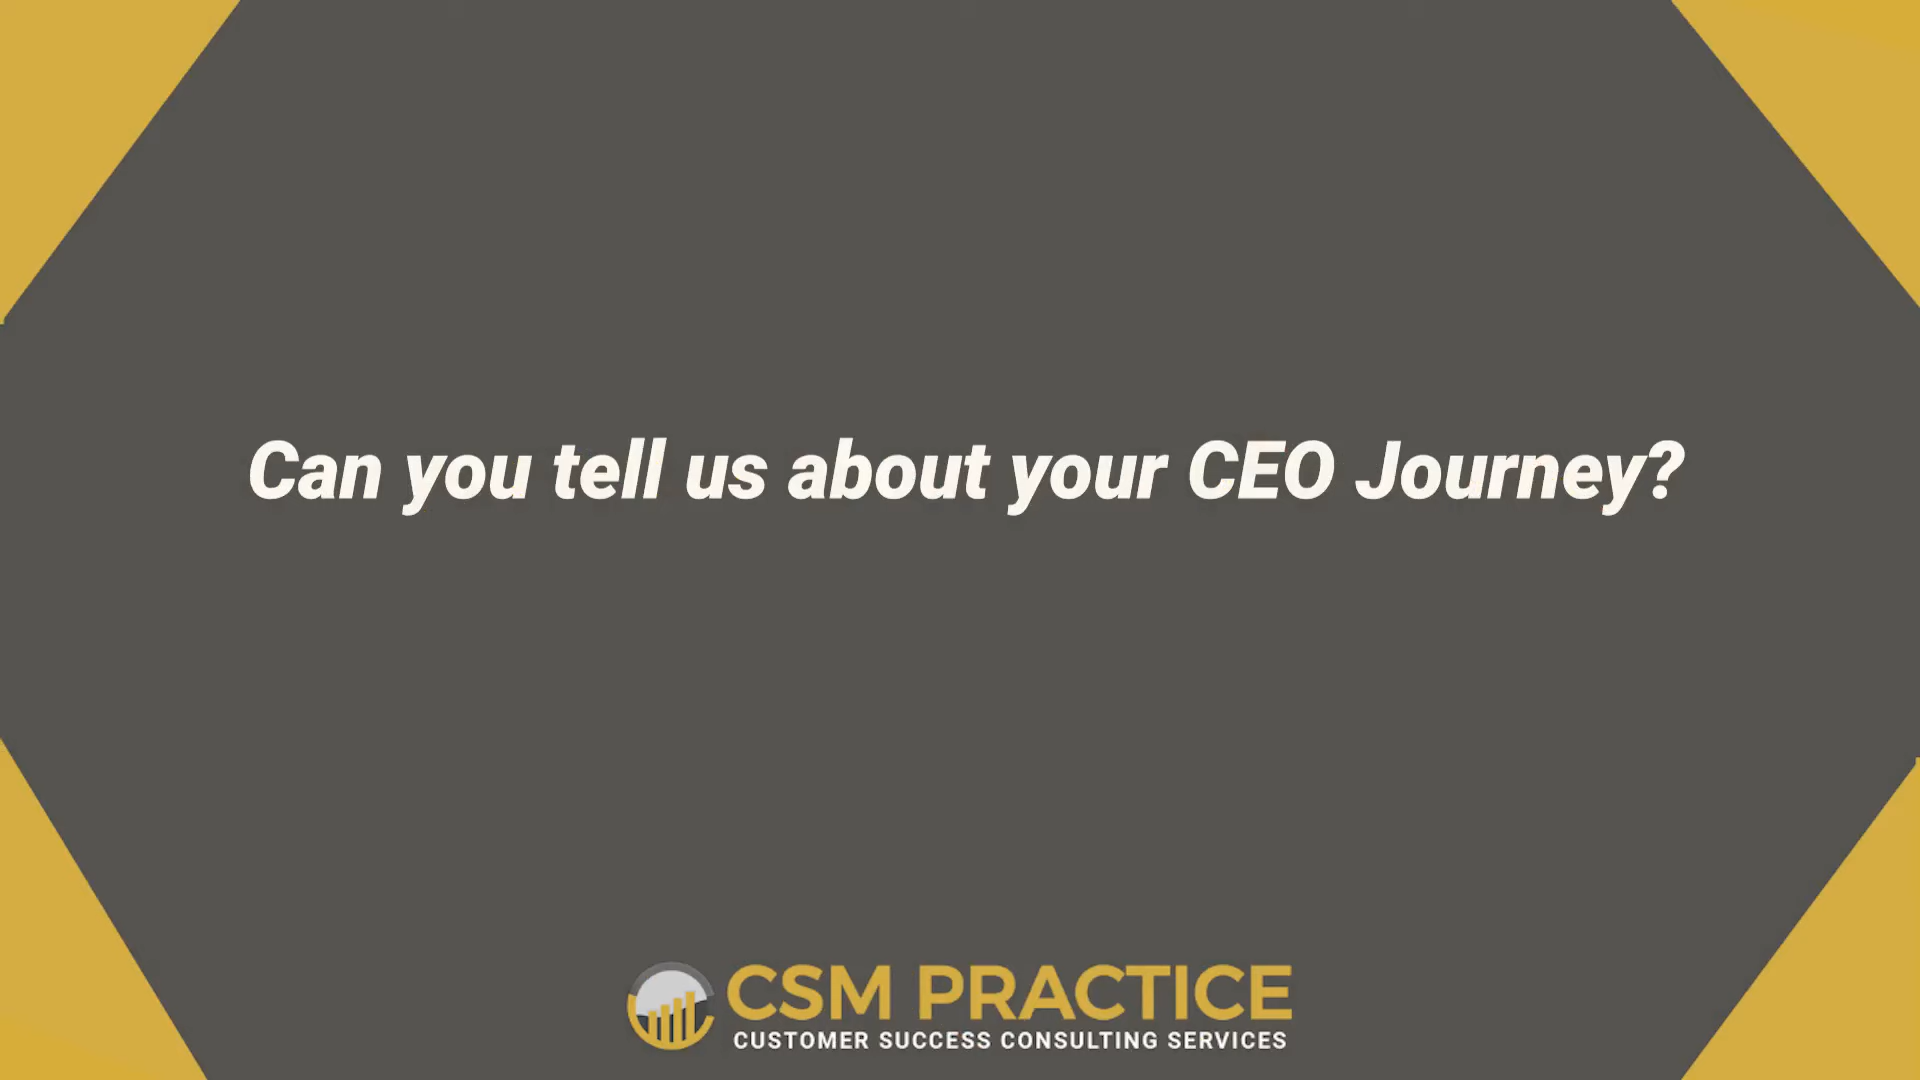 Can you tell us about your CEO Journey?
CSM PRACTICE
CUSTOMER SUCCESS CONSULTING SERVICES